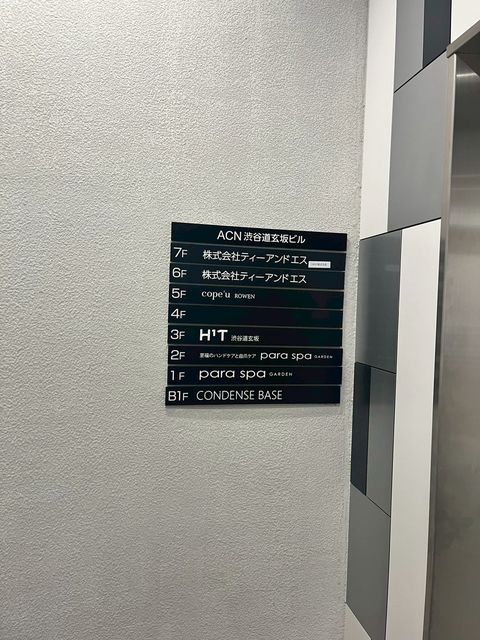 ACN 渋谷道玄坂ビル
7F 株式会社ティーアンドエス
6F 株式会社ティーアンドエス
5F cope'u ROWEN
4F
3F H¹T 渋谷道玄坂
2F 至福のハンドケアと自爪ケア para spa GARDEN
1F para spa GARDEN
B1F CONDENSE BASE